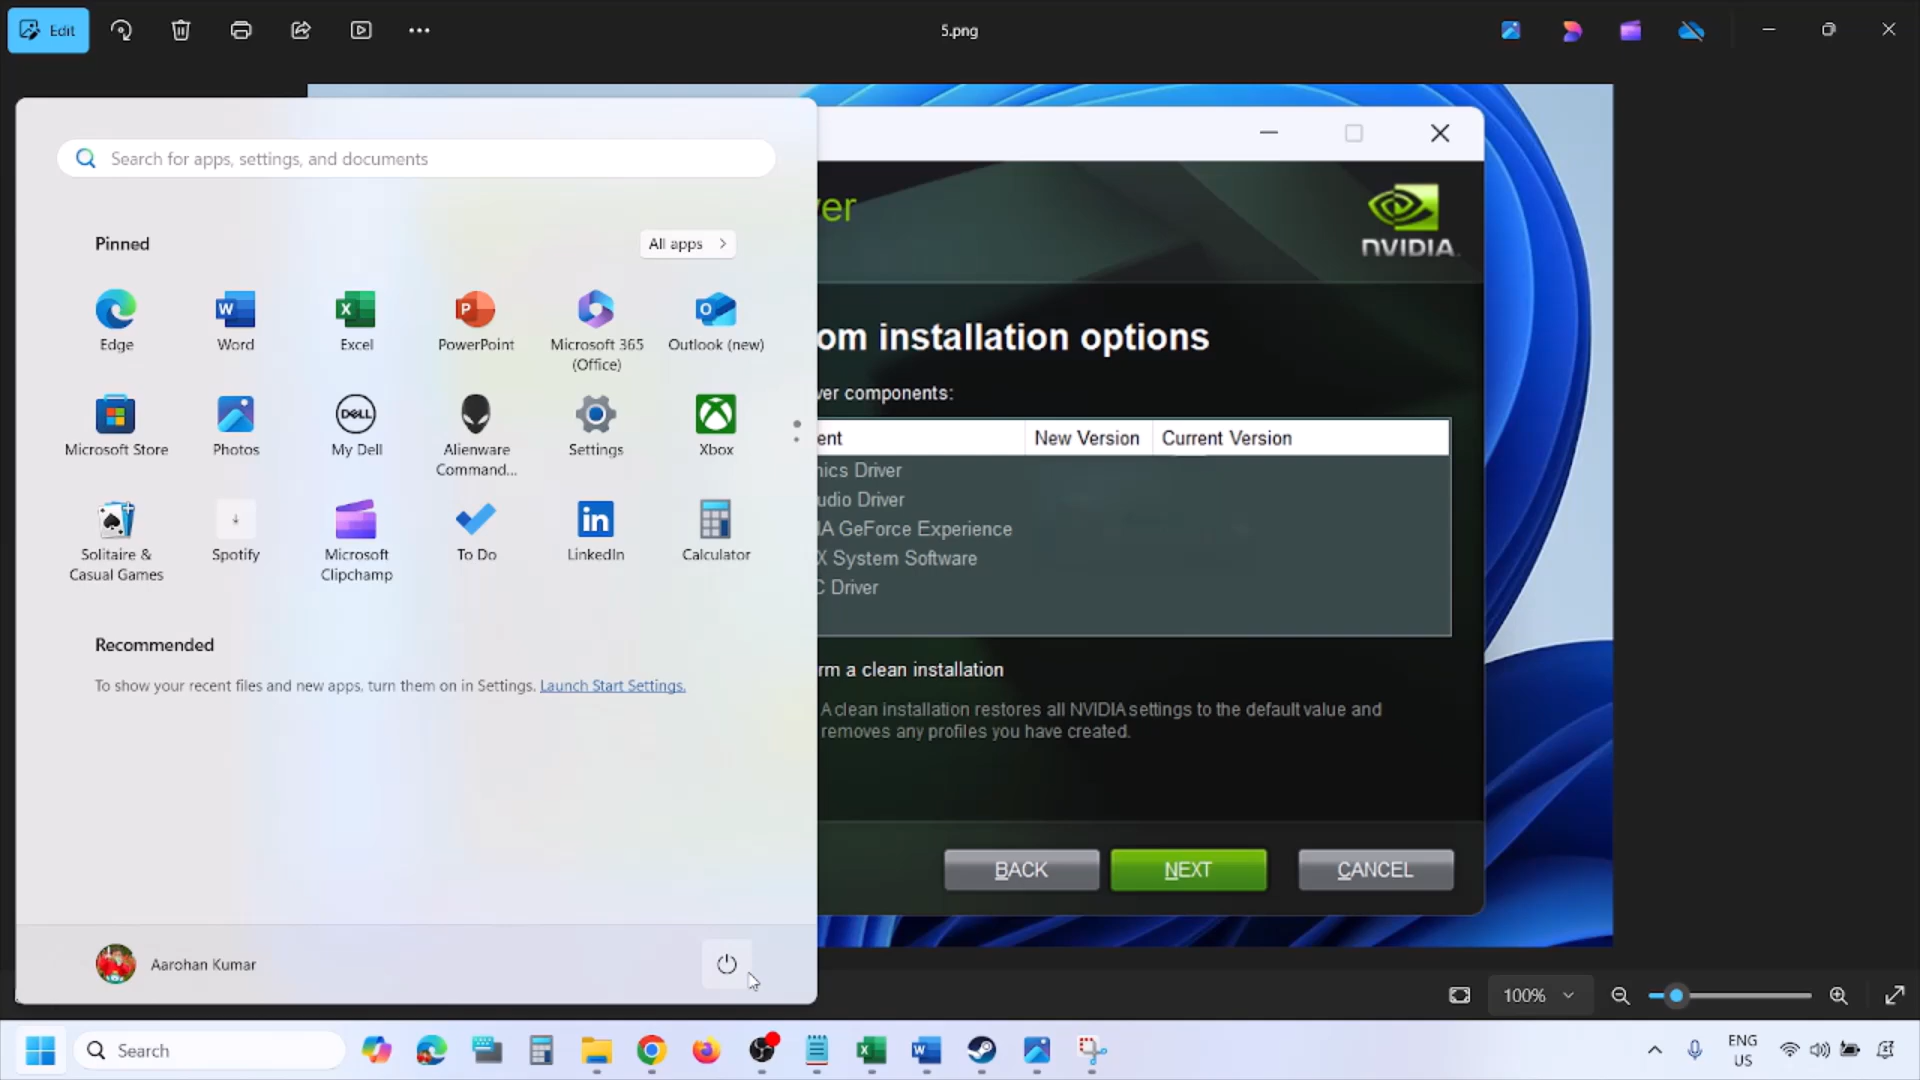 Edit
5.png
Search for apps, settings, and documents
Pinned
All apps
Edge
Word
Excel
PowerPoint
Microsoft 365
(Office)
Outlook (new)
Microsoft Store
Photos
DELL
My Dell
Alienware
Command...
Settings
Xbox
Solitaire &
Casual Games
Spotify
Microsoft
Clipchamp
To Do
LinkedIn
Calculator
Recommended
To show your recent files and new apps, turn them on in Settings. Launch Start Settings.
Aarohan Kumar
ver
NVIDIA.
om installation options
ver components:
ent
New Version
Current Version
nics Driver
udio Driver
IA GeForce Experience
X System Software
C Driver
rm a clean installation
A clean installation restores all NVIDIA settings to the default value and
removes any profiles you have created.
BACK
NEXT
CANCEL
100%
Search
ENG
US